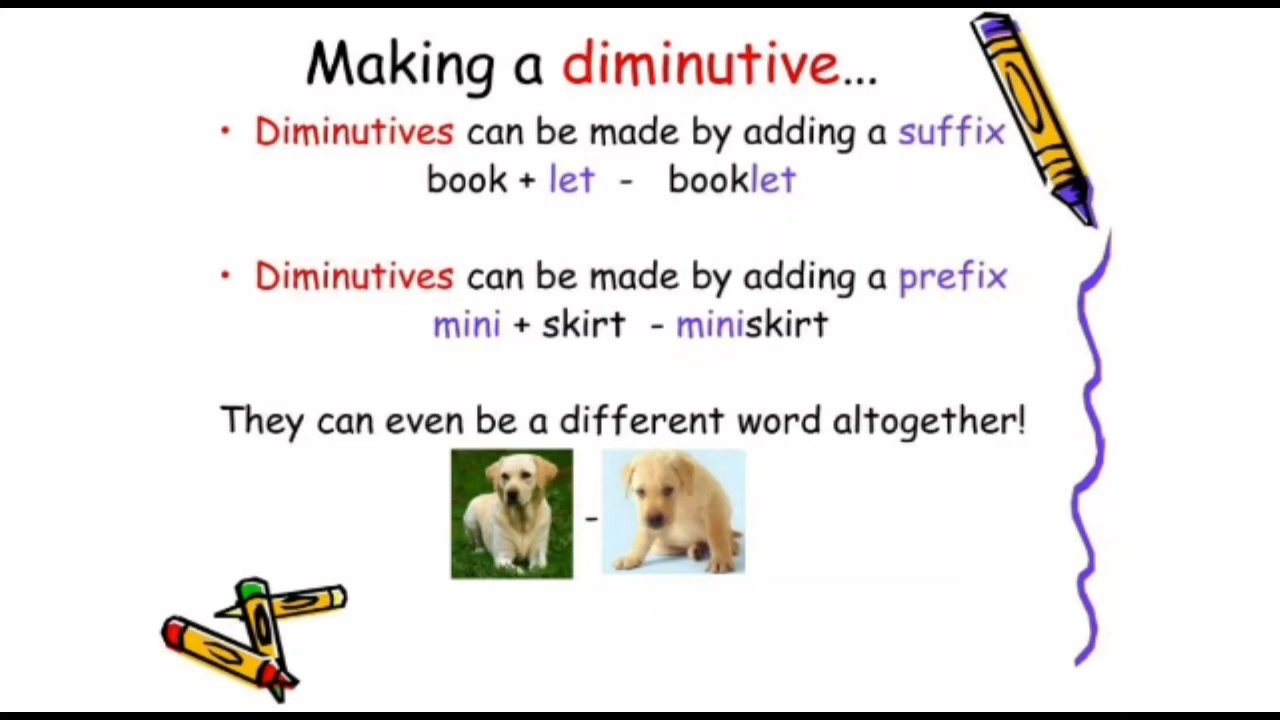 Making a diminutive...
• Diminutives can be made by adding a suffix
book + let - booklet
• Diminutives can be made by adding a prefix
mini + skirt - miniskirt
They can even be a different word altogether!
-